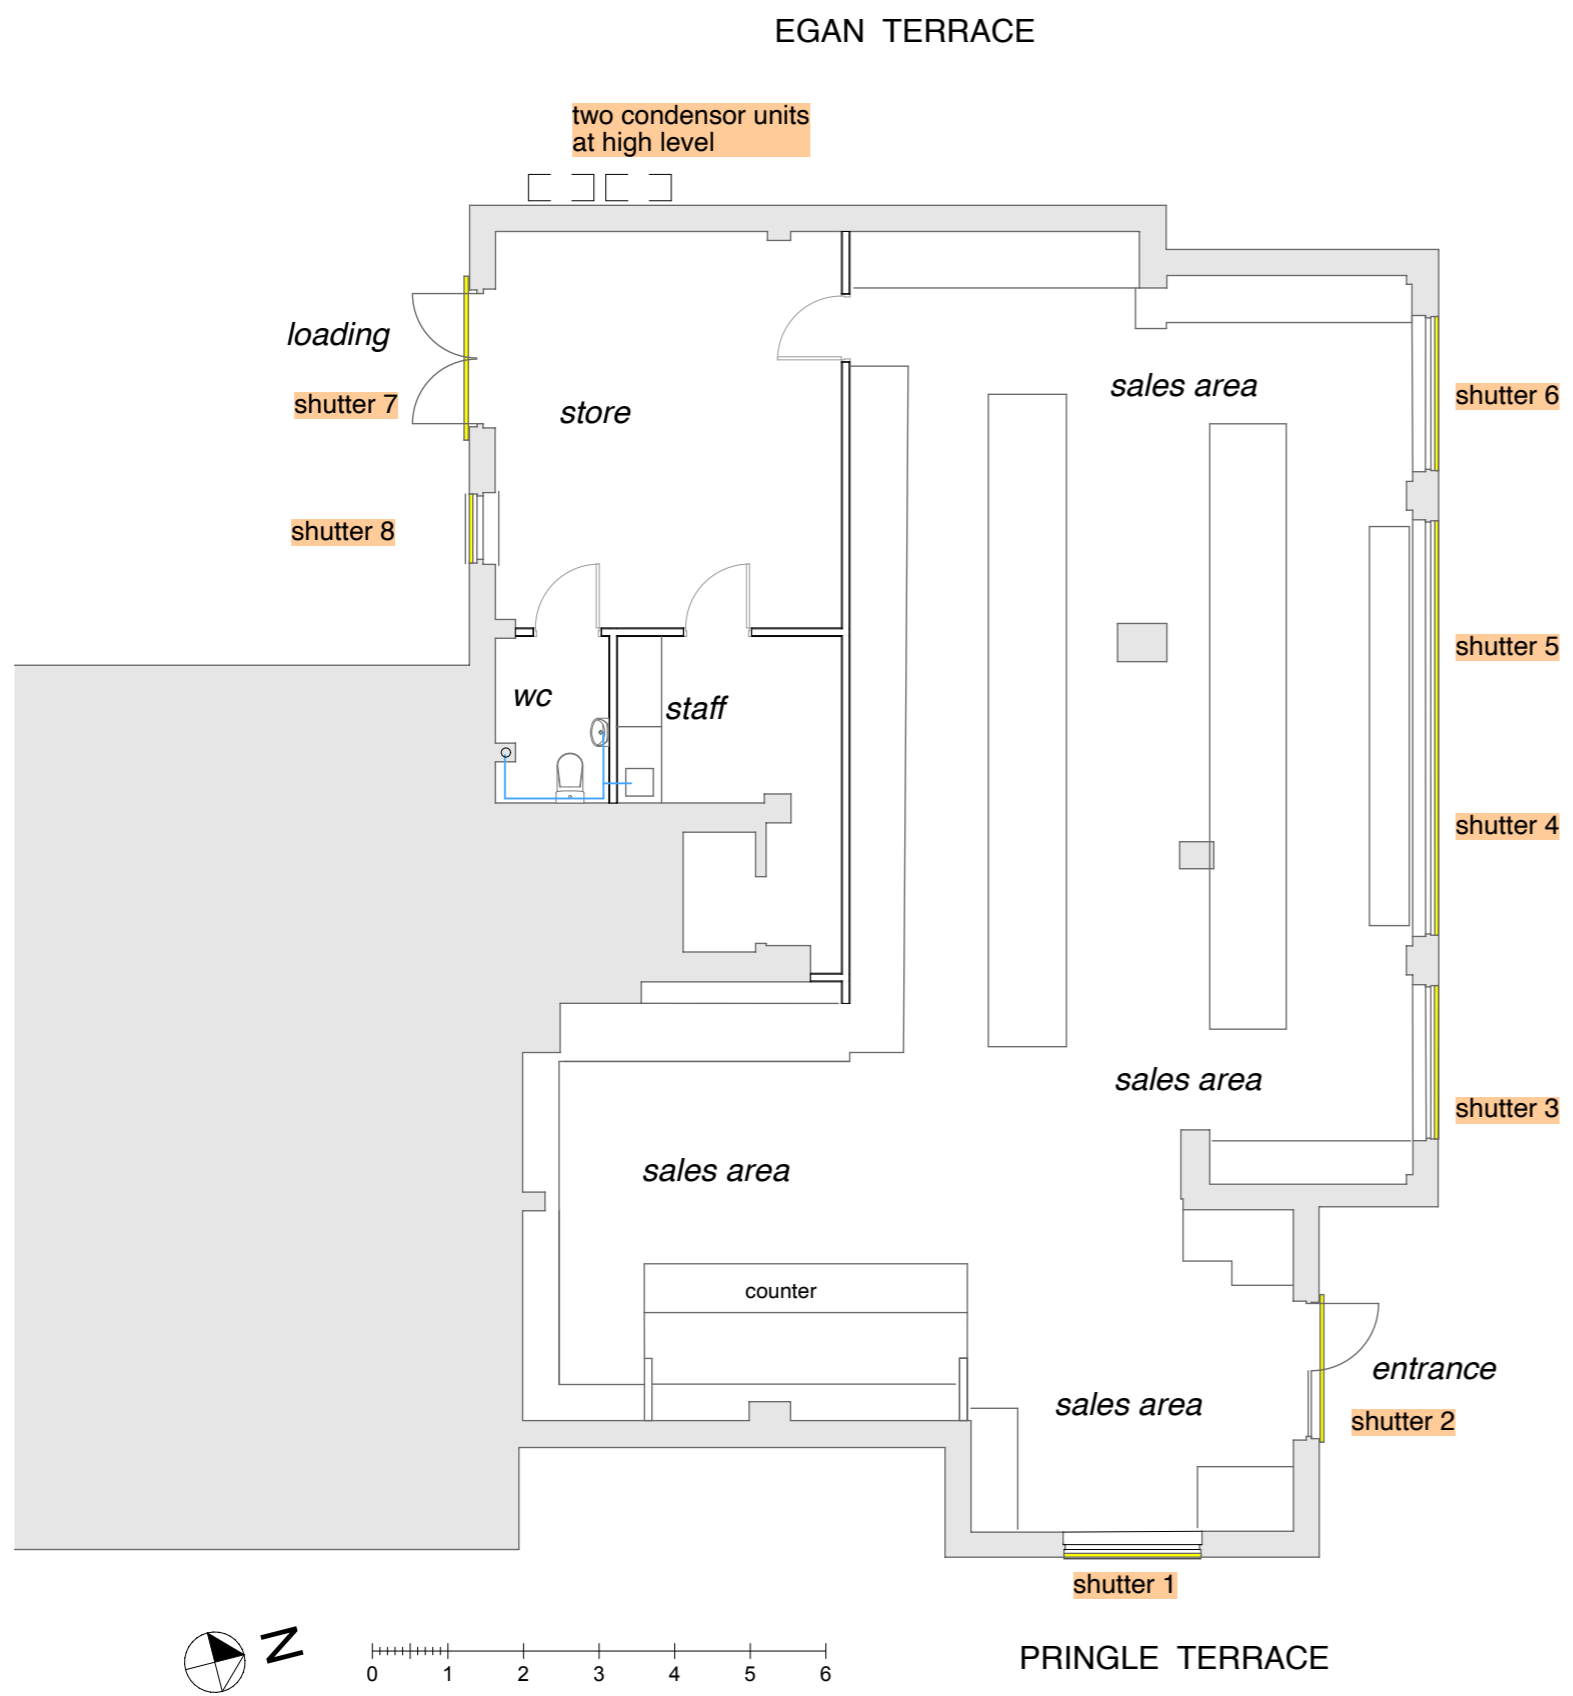 EGAN TERRACE
two condensor units
at high level
loading
shutter 7
store
sales area
shutter 6
shutter 8
shutter 5
wc
staff
shutter 4
sales area
shutter 3
sales area
counter
entrance
sales area
shutter 2
shutter 1
N
0 1 2 3 4 5 6
PRINGLE TERRACE